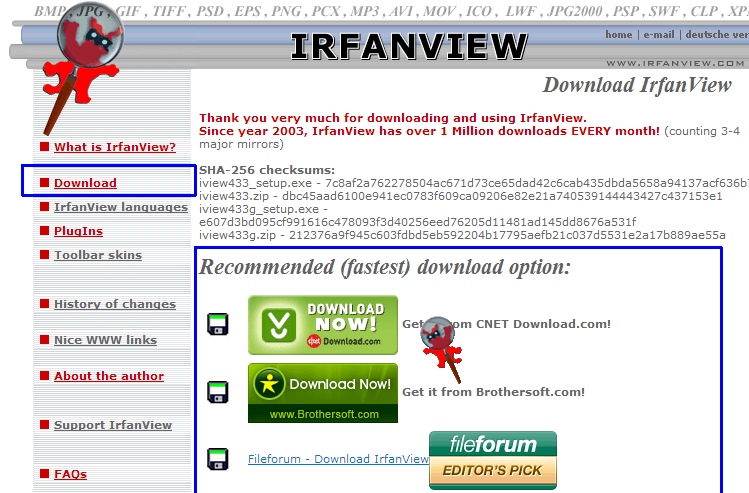 BMP , JPG , GIF , TIFF , PSD , EPS , PNG , PCX , MP3 , AVI , MOV , ICO , LWF , JPG2000 , PSP , SWF , CLP ,
IRFANVIEW
home | e-mail | deutsche
WWW.IRFANVIEW.COM
Download IrfanView
Thank you very much for downloading and using IrfanView.
Since year 2003, IrfanView has over 1 Million downloads EVERY month! (counting 3-4
major mirrors)
What is IrfanView?
SHA-256 checksums:
iview433_setup.exe - 7c8af2a762278504ac671d73ce65dad42c6cab435dbda5658a94137acf636b
iview433.zip - dbc45aad6100e941ec0783f609ca09206e82e21a740539144443427c437153e1
iview433g_setup.exe -
e607d3bd095cf991616c478093f3d40256eed76205d11481ad145dd8676a531f
iview433g.zip - 212376a9f945c603fdbd5eb592204b17795aefb21c037d5531e2a17b889ae55a
Download
IrfanView languages
PlugIns
Toolbar skins
History of changes
Nice WWW links
About the author
Support IrfanView
FAQs
Recommended (fastest) download option:
DOWNLOAD
NOW!
cnet Download.com
Get from CNET Download.com!
Download Now!
www.Brothersoft.com
Get it from Brothersoft.com!
Fileforum - Download IrfanView
fileforum
EDITOR'S PICK